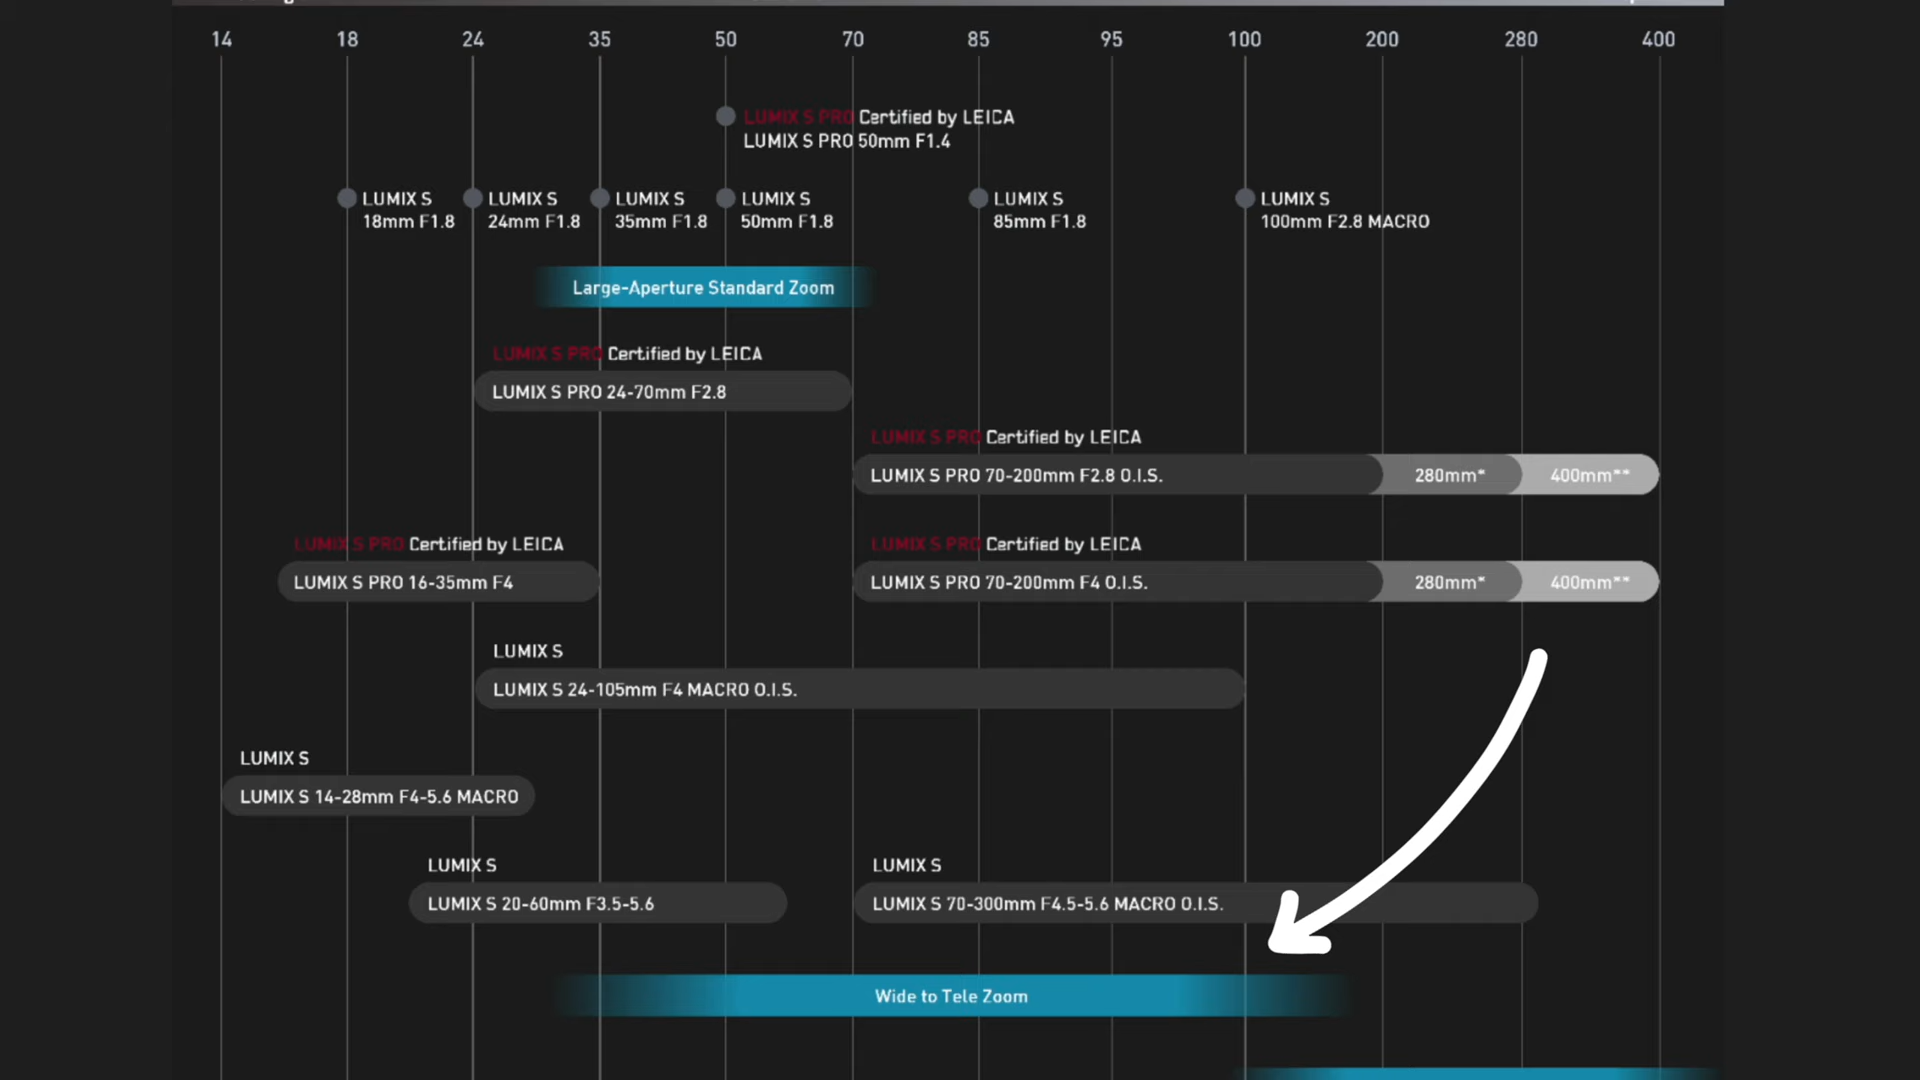 14 18 24 35 50 70 85 95 100 200 280 400
LUMIX S PRO Certified by LEICA
LUMIX S PRO 50mm F1.4
LUMIX S LUMIX S LUMIX S LUMIX S LUMIX S LUMIX S
18mm F1.8 24mm F1.8 35mm F1.8 50mm F1.8 85mm F1.8 100mm F2.8 MACRO
Large-Aperture Standard Zoom
LUMIX S PRO Certified by LEICA
LUMIX S PRO 24-70mm F2.8
LUMIX S PRO Certified by LEICA
LUMIX S PRO 70-200mm F2.8 O.I.S. 280mm* 400mm**
LUMIX S PRO Certified by LEICA LUMIX S PRO Certified by LEICA
LUMIX S PRO 16-35mm F4 LUMIX S PRO 70-200mm F4 O.I.S. 280mm* 400mm**
LUMIX S
LUMIX S 24-105mm F4 MACRO O.I.S.
LUMIX S
LUMIX S 14-28mm F4-5.6 MACRO
LUMIX S LUMIX S
LUMIX S 20-60mm F3.5-5.6 LUMIX S 70-300mm F4.5-5.6 MACRO O.I.S.
Wide to Tele Zoom